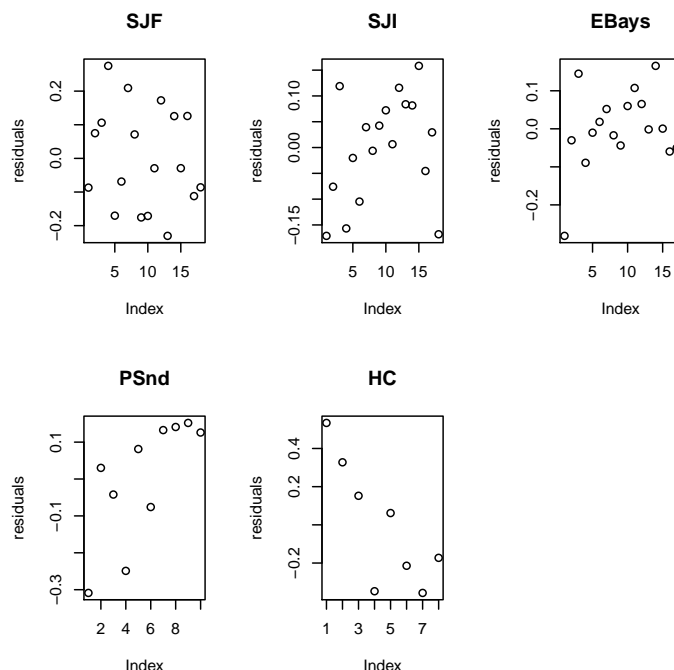 SJF
residuals
0.2
0.0
−0.2
5 10 15
Index
SJI
residuals
0.10
0.00
−0.15
5 10 15
Index
EBays
residuals
0.1
0.0
−0.2
5 10 15
Index
PSnd
residuals
0.1
−0.1
−0.3
2 4 6 8
Index
HC
residuals
0.4
0.2
−0.2
1 3 5 7
Index